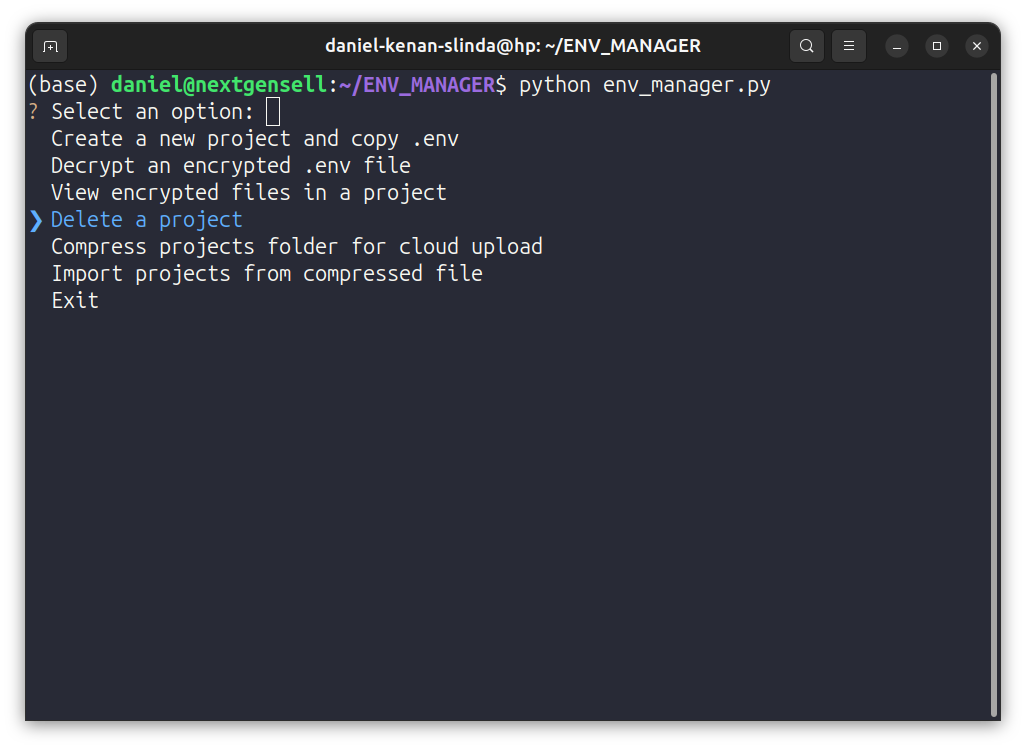 daniel-kenan-slinda@hp: ~/ENV_MANAGER
(base) daniel@nextgensell:~/ENV_MANAGER$ python env_manager.py
? Select an option:
Create a new project and copy .env
Decrypt an encrypted .env file
View encrypted files in a project
❯ Delete a project
Compress projects folder for cloud upload
Import projects from compressed file
Exit